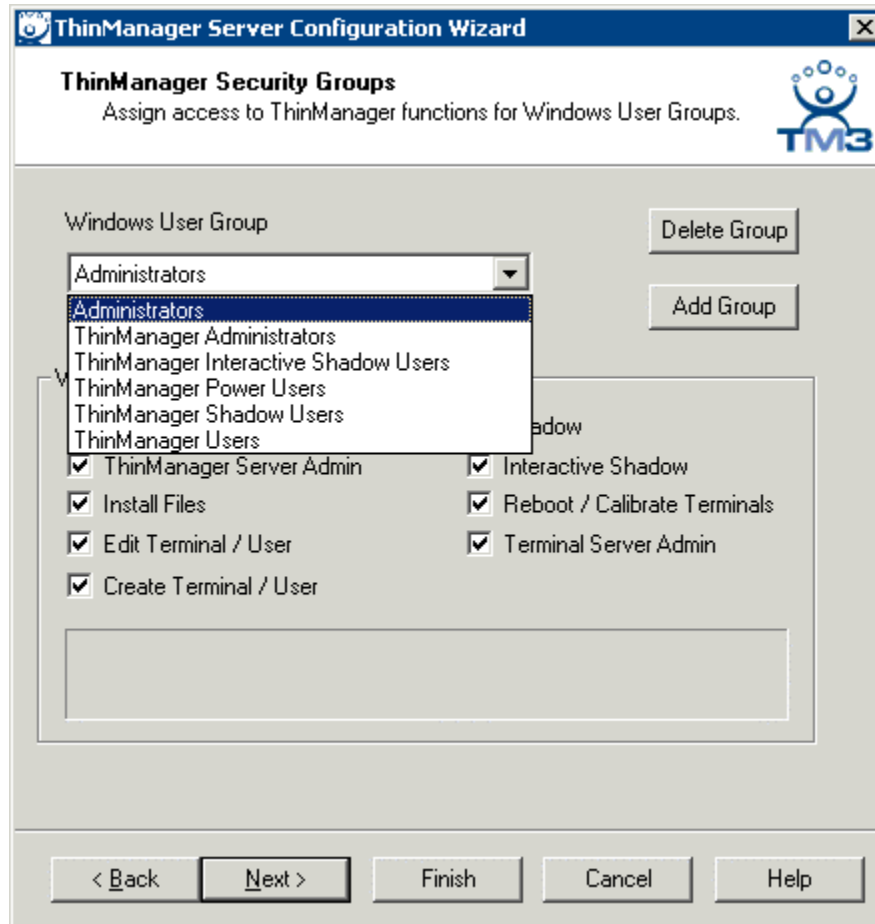 ThinManager Server Configuration Wizard
ThinManager Security Groups
Assign access to ThinManager functions for Windows User Groups.
TM3
Windows User Group
Delete Group
Administrators
Add Group
Administrators
ThinManager Administrators
ThinManager Interactive Shadow Users
ThinManager Power Users
ThinManager Shadow Users
ThinManager Users
ThinManager Server Admin
Interactive Shadow
Install Files
Reboot / Calibrate Terminals
Edit Terminal / User
Terminal Server Admin
Create Terminal / User
< Back
Next >
Finish
Cancel
Help